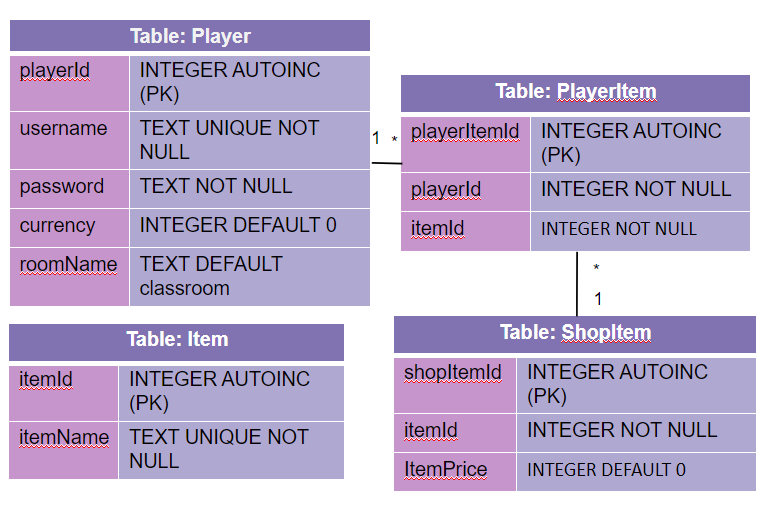 Table: Player
playerId
INTEGER AUTOINC
(PK)
username
TEXT UNIQUE NOT
NULL
password
TEXT NOT NULL
currency
INTEGER DEFAULT 0
roomName
TEXT DEFAULT
classroom
1 *
Table: PlayerItem
playerItemId
INTEGER AUTOINC
(PK)
playerId
INTEGER NOT NULL
itemId
INTEGER NOT NULL
*
1
Table: Item
itemId
INTEGER AUTOINC
(PK)
itemName
TEXT UNIQUE NOT
NULL
Table: ShopItem
shopItemId
INTEGER AUTOINC
(PK)
itemId
INTEGER NOT NULL
ItemPrice
INTEGER DEFAULT 0